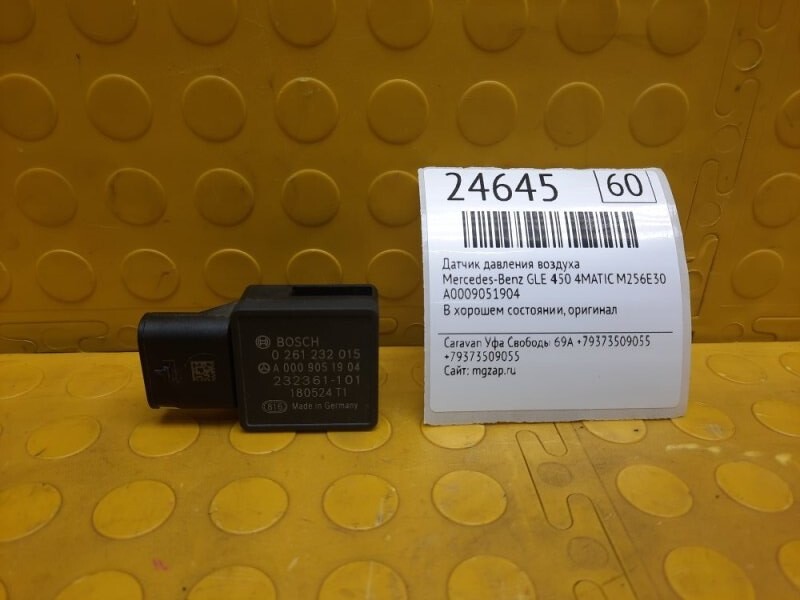 BOSCH
0 261 232 015
A 000 905 19 04
232361-101
180524 T1
816 Made in Germany
24645 60
Датчик давления воздуха
Mercedes-Benz GLE 450 4MATIC M256E30
A0009051904
В хорошем состоянии, оригинал
Caravan Уфа Свободы 69А +79373509055
+79373509055
Сайт: mgzap.ru